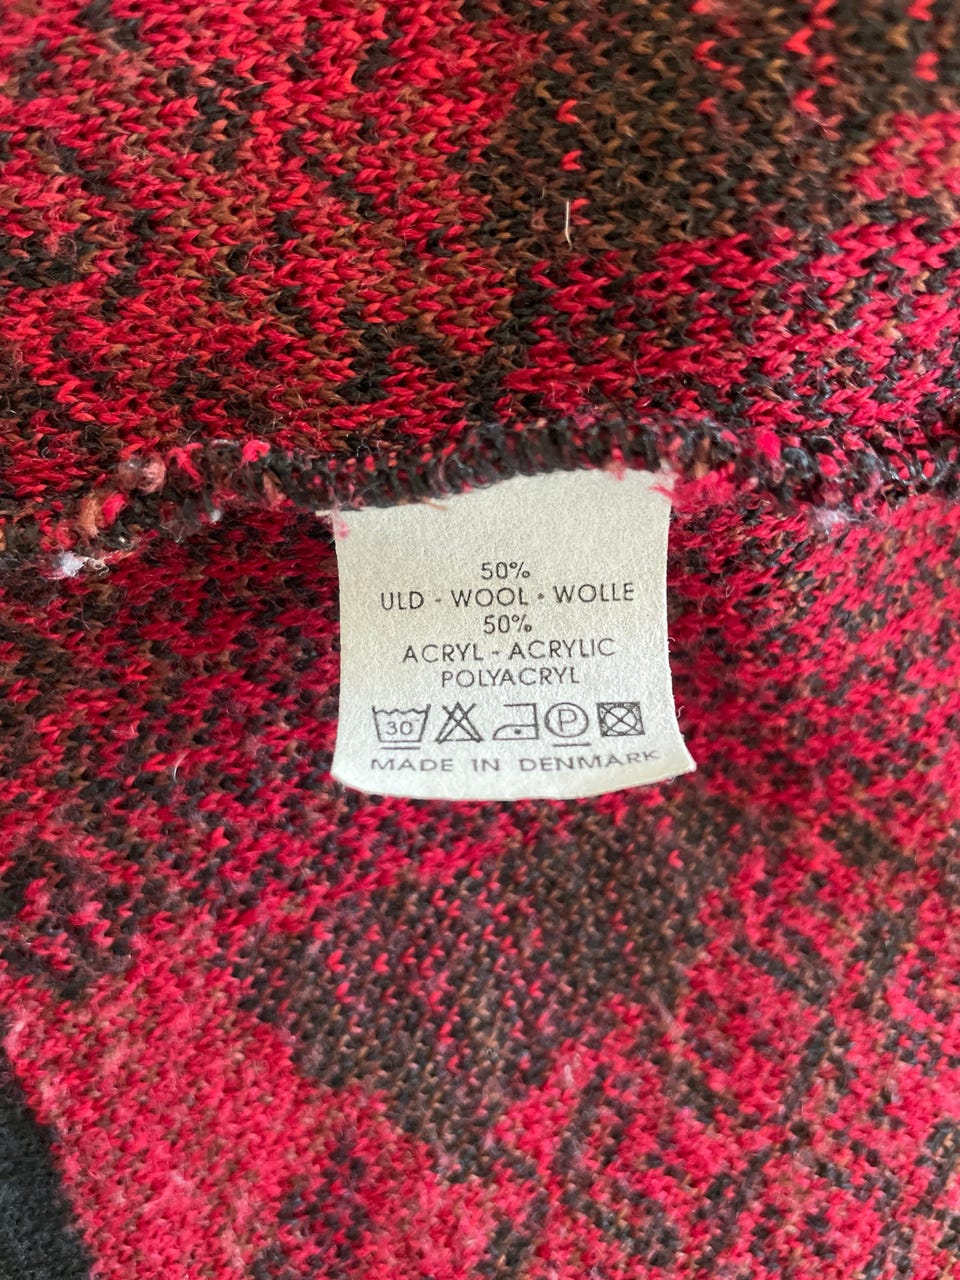 50%
ULD - WOOL • WOLLE
50%
ACRYL - ACRYLIC
POLYACRYL
30 P
MADE IN DENMARK